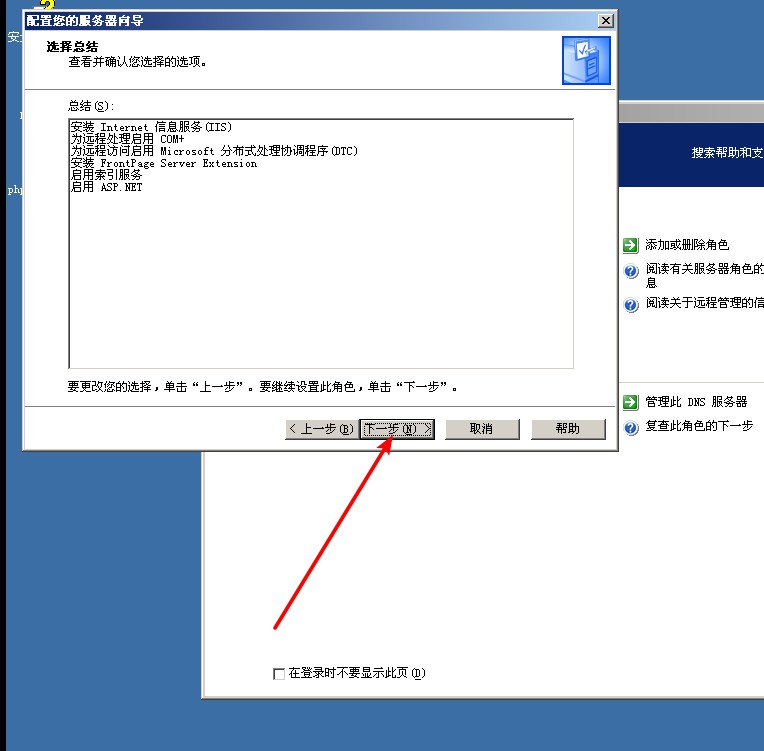 配置您的服务器向导
选择总结
查看并确认您选择的选项。
总结(S):
安装 Internet 信息服务(IIS)
为远程处理启用 COM+
为远程访问启用 Microsoft 分布式处理协调程序(DTC)
安装 FrontPage Server Extension
启用索引服务
启用 ASP.NET
要更改您的选择，单击“上一步”。要继续设置此角色，单击“下一步”。
< 上一步(B)
下一步(N) >
取消
帮助
安
php
搜索帮助和支
添加或删除角色
阅读有关服务器角色的
息
阅读关于远程管理的信
管理此 DNS 服务器
复查此角色的下一步
在登录时不要显示此页(D)